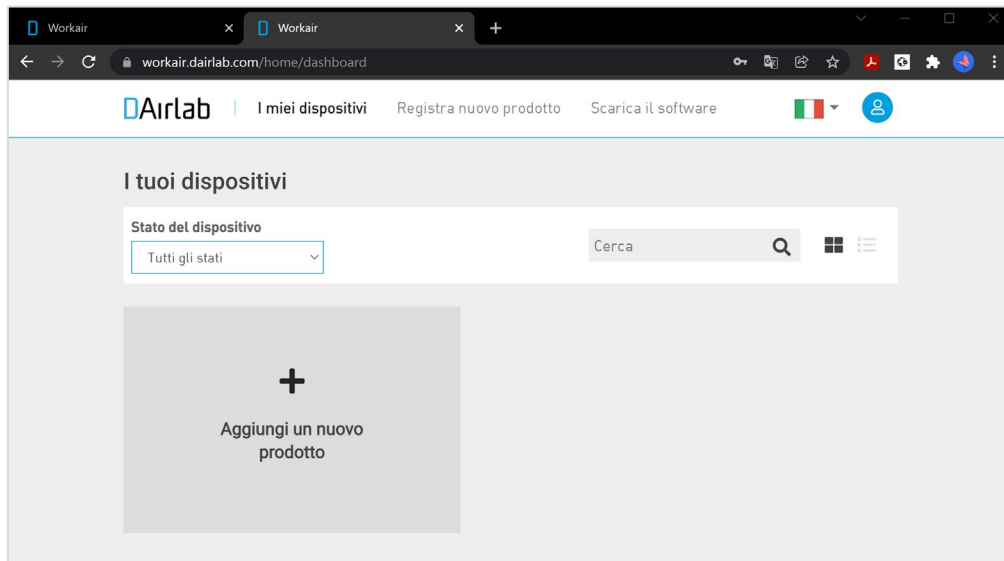 Workair
Workair
workair.dairlab.com/home/dashboard
DAirlab
I miei dispositivi
Registra nuovo prodotto
Scarica il software
I tuoi dispositivi
Stato del dispositivo
Tutti gli stati
Cerca
Aggiungi un nuovo
prodotto